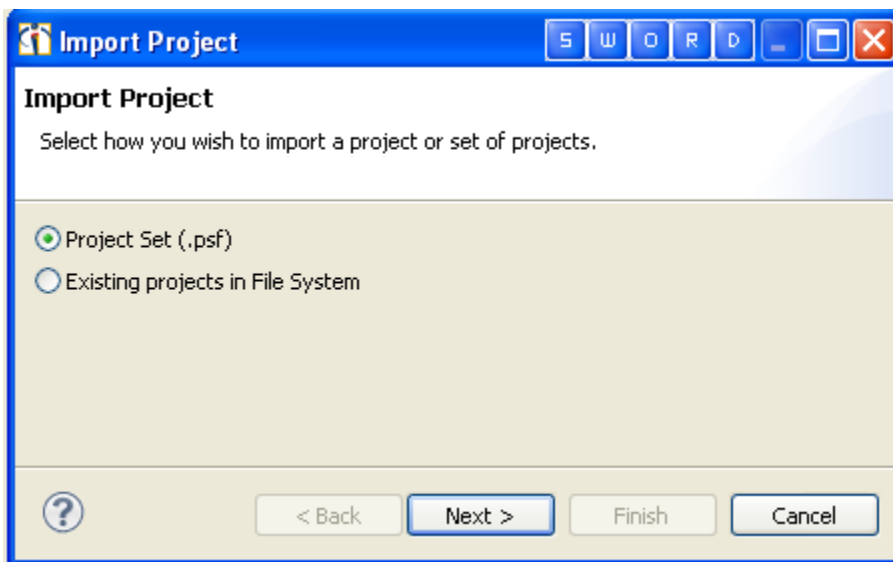 Import Project S W O R D
Import Project
Select how you wish to import a project or set of projects.
Project Set (.psf)
Existing projects in File System
? < Back Next > Finish Cancel